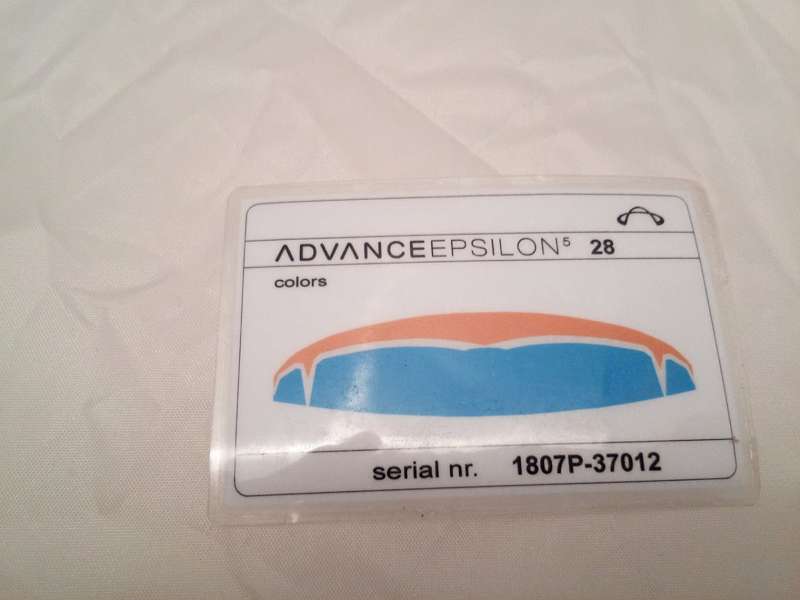 ADVANCEEPSILON⁵ 28
colors
serial nr. 1807P-37012